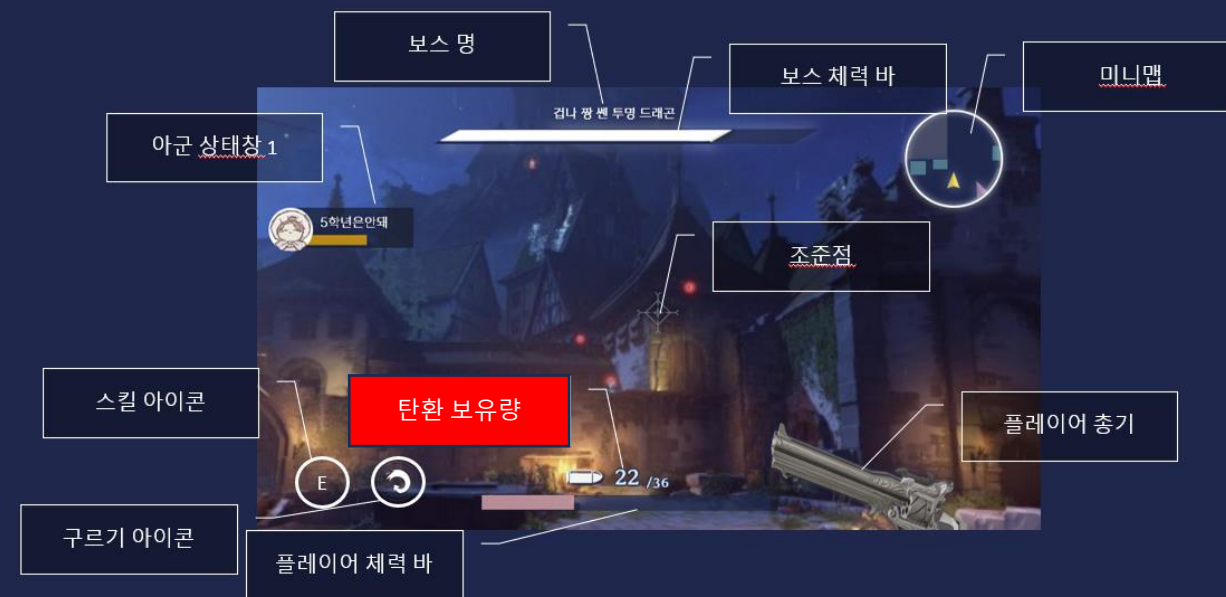 보스 명
보스 체력 바
미니맵
겁나 짱 쎈 투명 드래곤
아군 상태창 1
5학년은안돼
조준점
스킬 아이콘
탄환 보유량
플레이어 총기
E
22 /36
구르기 아이콘
플레이어 체력 바